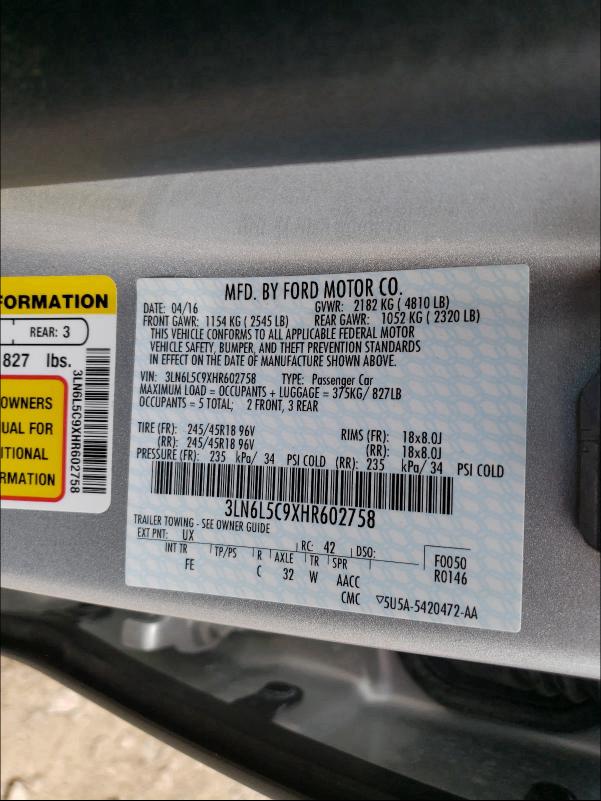 FORMATION
REAR: 3
827 lbs.
OWNERS
UAL FOR
ITIONAL
RMATION
3LN6L5C9XHR602758
MFD. BY FORD MOTOR CO.
DATE: 04/16 GVWR: 2182 KG ( 4810 LB)
FRONT GAWR: 1154 KG ( 2545 LB) REAR GAWR: 1052 KG ( 2320 LB)
THIS VEHICLE CONFORMS TO ALL APPLICABLE FEDERAL MOTOR
VEHICLE SAFETY, BUMPER, AND THEFT PREVENTION STANDARDS
IN EFFECT ON THE DATE OF MANUFACTURE SHOWN ABOVE.
VIN: 3LN6L5C9XHR602758 TYPE: Passenger Car
MAXIMUM LOAD = OCCUPANTS + LUGGAGE = 375KG/ 827LB
OCCUPANTS = 5 TOTAL; 2 FRONT, 3 REAR
TIRE (FR): 245/45R18 96V RIMS (FR): 18x8.0J
(RR): 245/45R18 96V (RR): 18x8.0J
PRESSURE (FR): 235 kPa/ 34 PSI COLD (RR): 235 kPa/ 34 PSI COLD
3LN6L5C9XHR602758
TRAILER TOWING - SEE OWNER GUIDE
EXT PNT: UX RC: 42 DSO: F0050
INT TR TP/PS R AXLE TR SPR R0146
FE C 32 W AACC
CMC ▽5U5A-5420472-AA